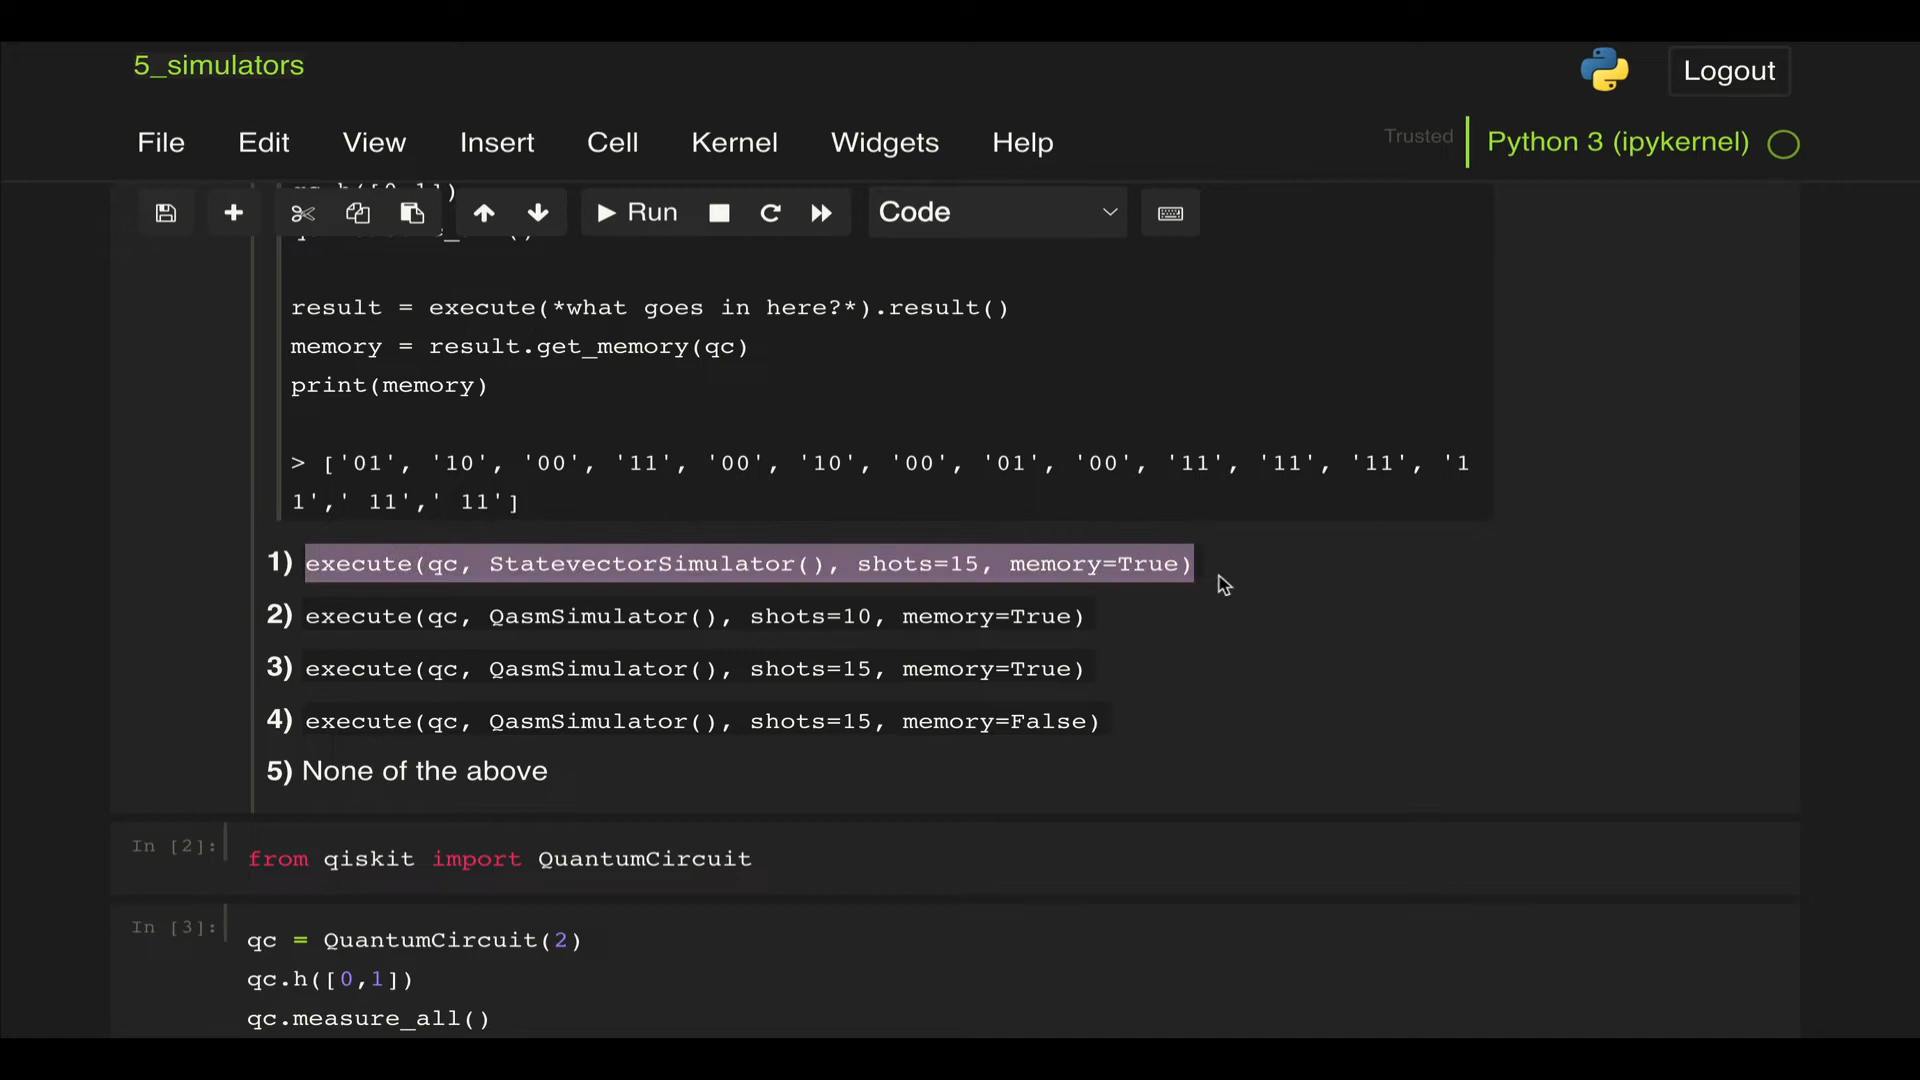 5_simulators
Logout
File Edit View Insert Cell Kernel Widgets Help
Trusted
Python 3 (ipykernel)
Run
Code
result = execute(*what goes in here?*).result()
memory = result.get_memory(qc)
print(memory)
> ['01', '10', '00', '11', '00', '10', '00', '01', '00', '11', '11', '11', '1
1',' 11',' 11']
1) execute(qc, StatevectorSimulator(), shots=15, memory=True)
2) execute(qc, QasmSimulator(), shots=10, memory=True)
3) execute(qc, QasmSimulator(), shots=15, memory=True)
4) execute(qc, QasmSimulator(), shots=15, memory=False)
5) None of the above
In [2]:
from qiskit import QuantumCircuit
In [3]:
qc = QuantumCircuit(2)
qc.h([0,1])
qc.measure_all()